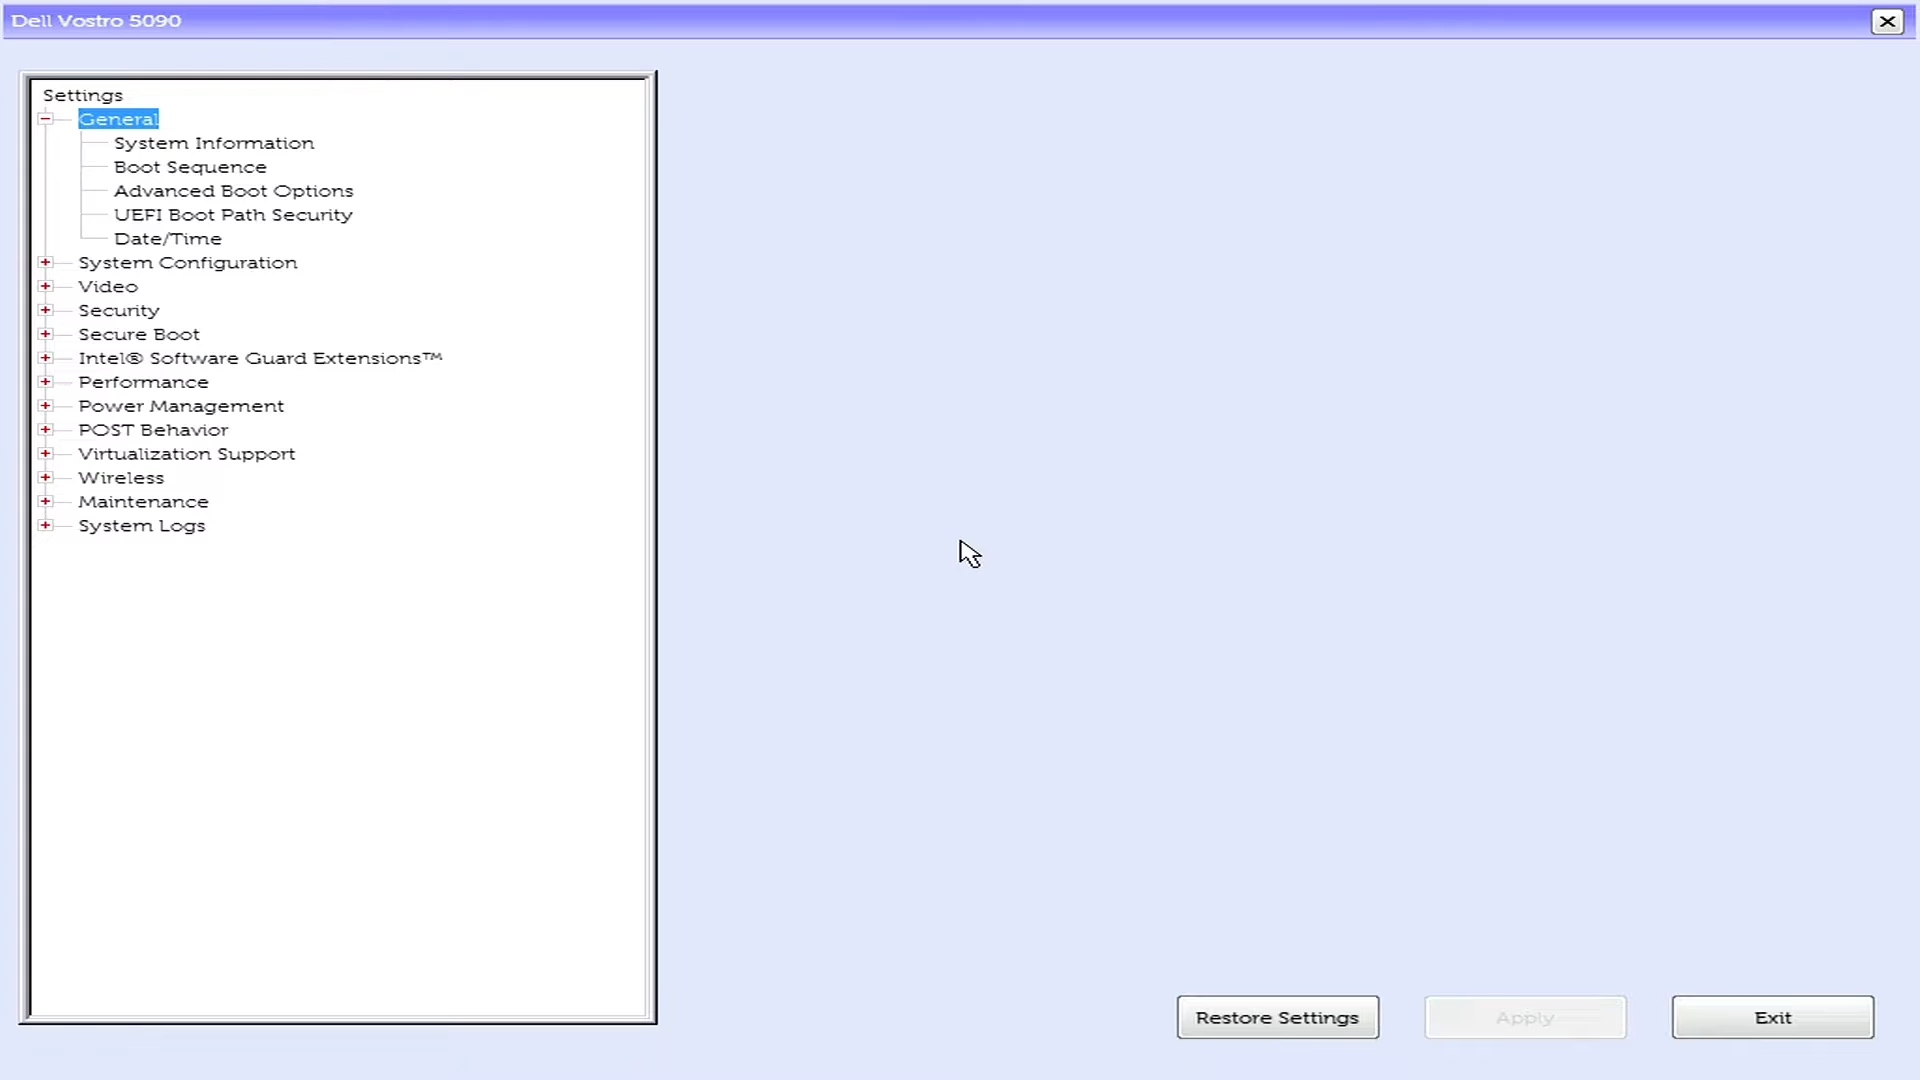 Dell Vostro 5090
Settings
General
System Information
Boot Sequence
Advanced Boot Options
UEFI Boot Path Security
Date/Time
System Configuration
Video
Security
Secure Boot
Intel® Software Guard Extensions™
Performance
Power Management
POST Behavior
Virtualization Support
Wireless
Maintenance
System Logs
Restore Settings
Apply
Exit